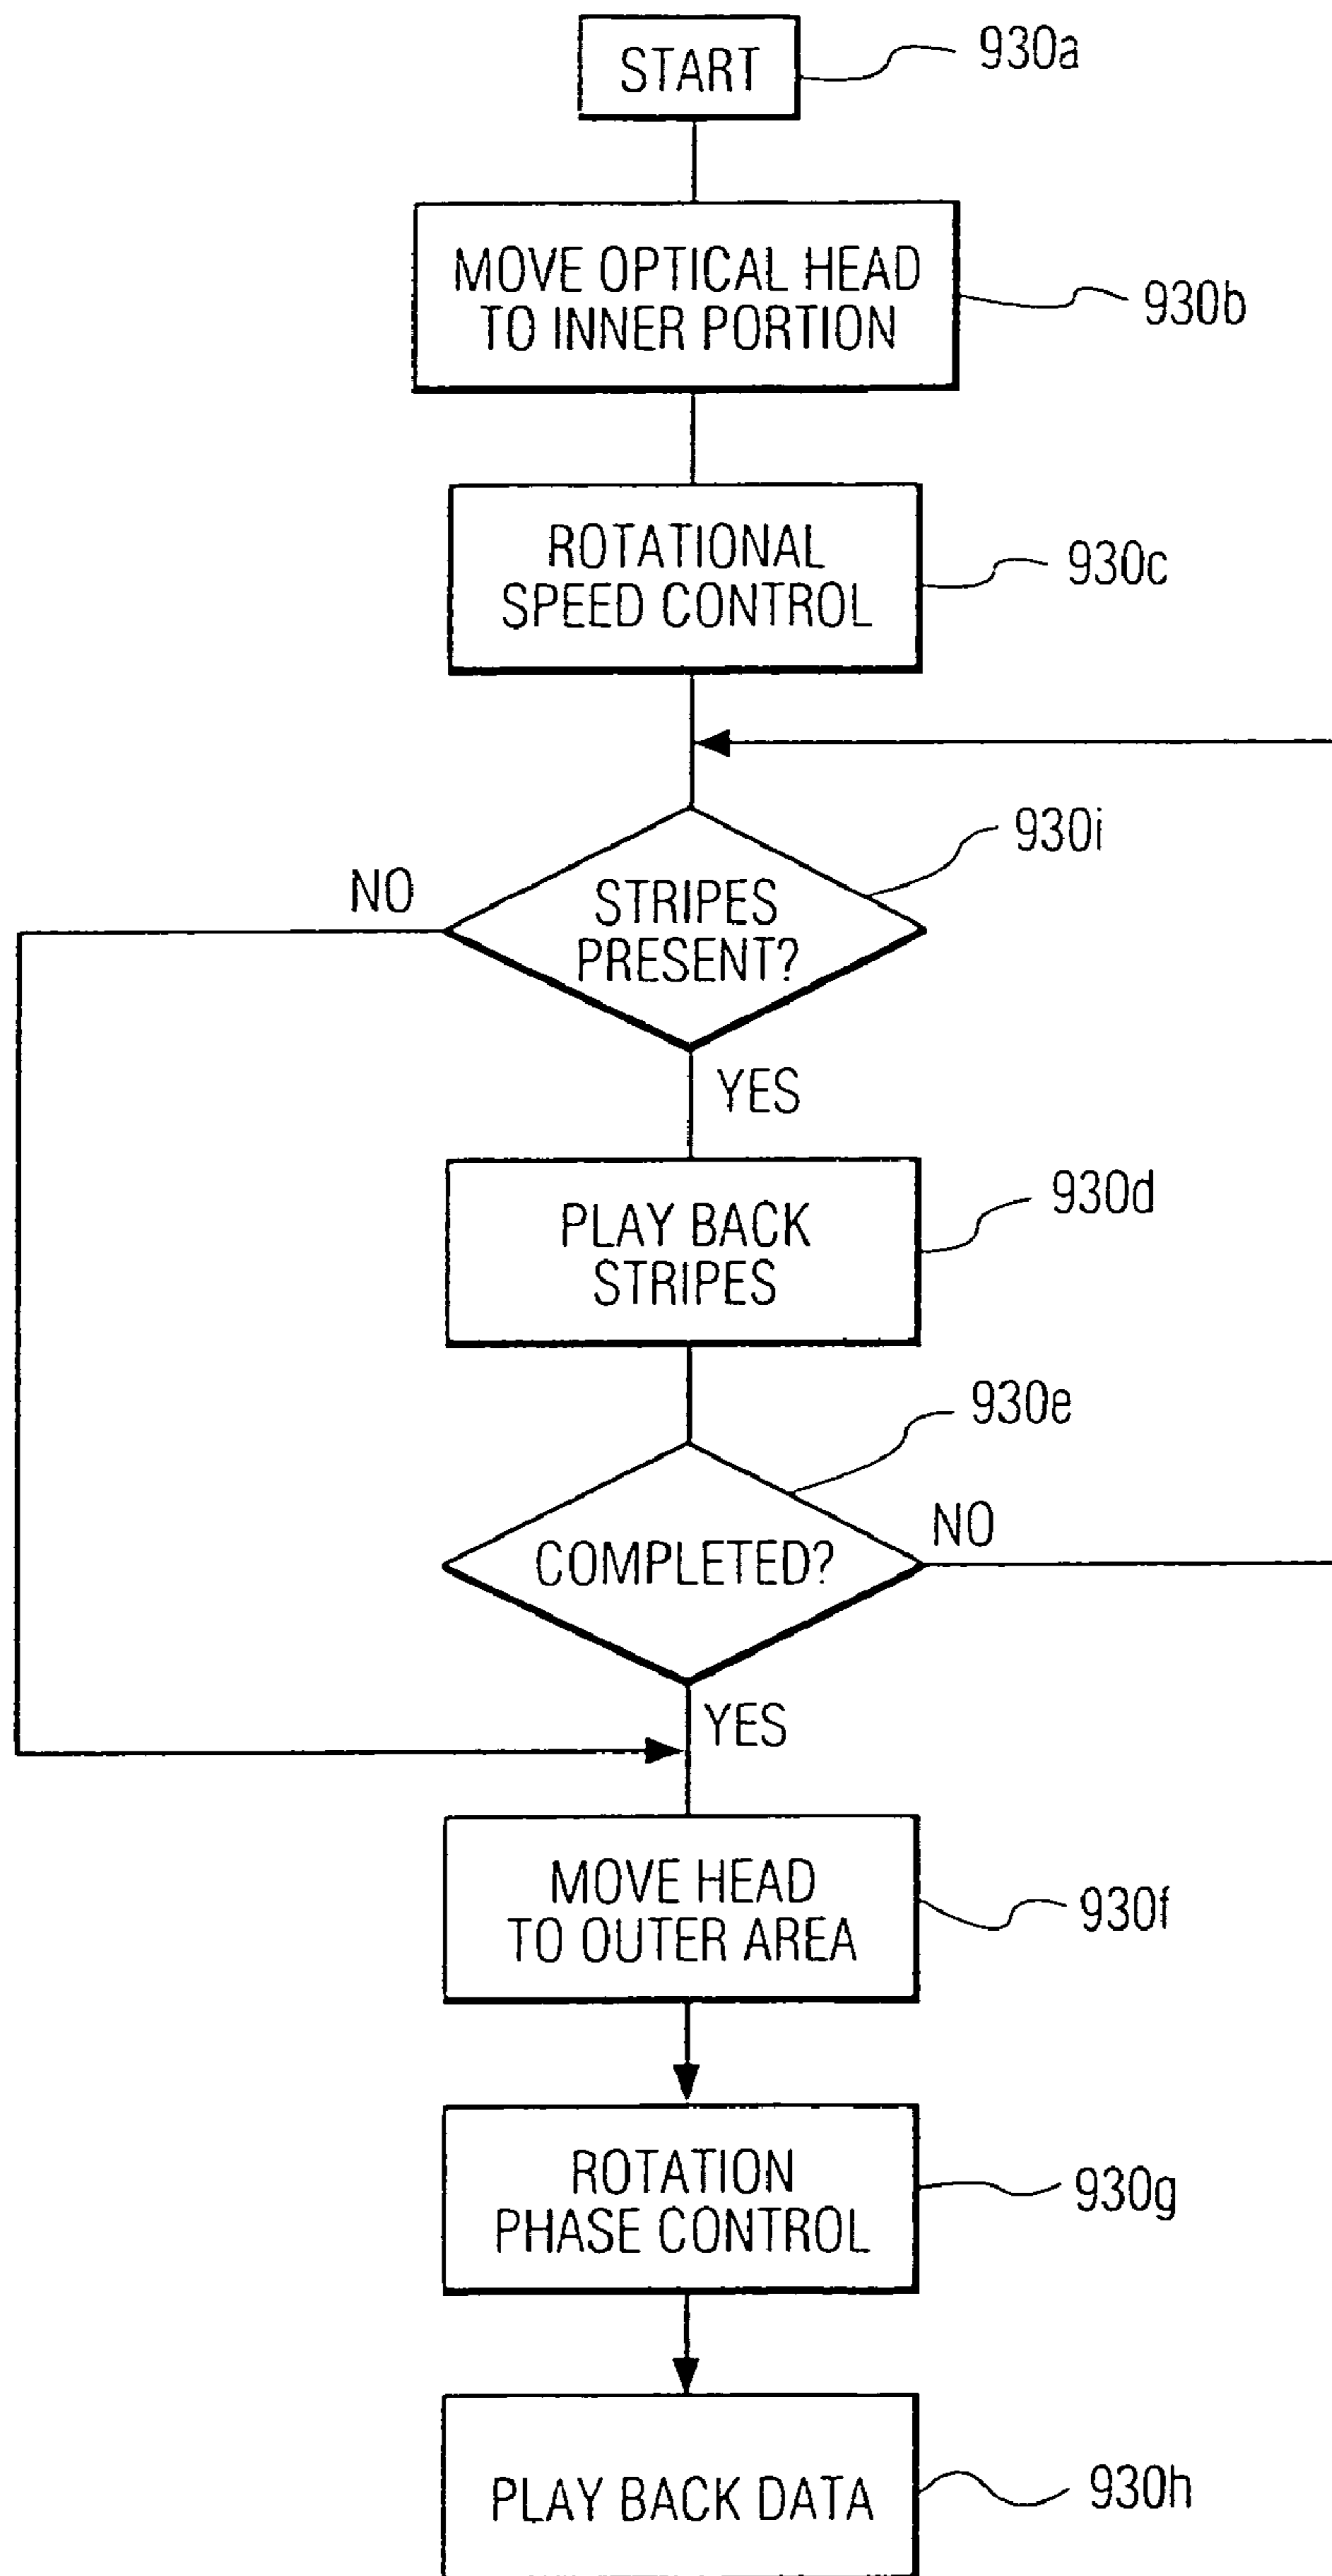 START
930a
MOVE OPTICAL HEAD
TO INNER PORTION
930b
ROTATIONAL
SPEED CONTROL
930c
930i
NO
STRIPES
PRESENT?
YES
PLAY BACK
STRIPES
930d
930e
NO
COMPLETED?
YES
MOVE HEAD
TO OUTER AREA
930f
ROTATION
PHASE CONTROL
930g
PLAY BACK DATA
930h